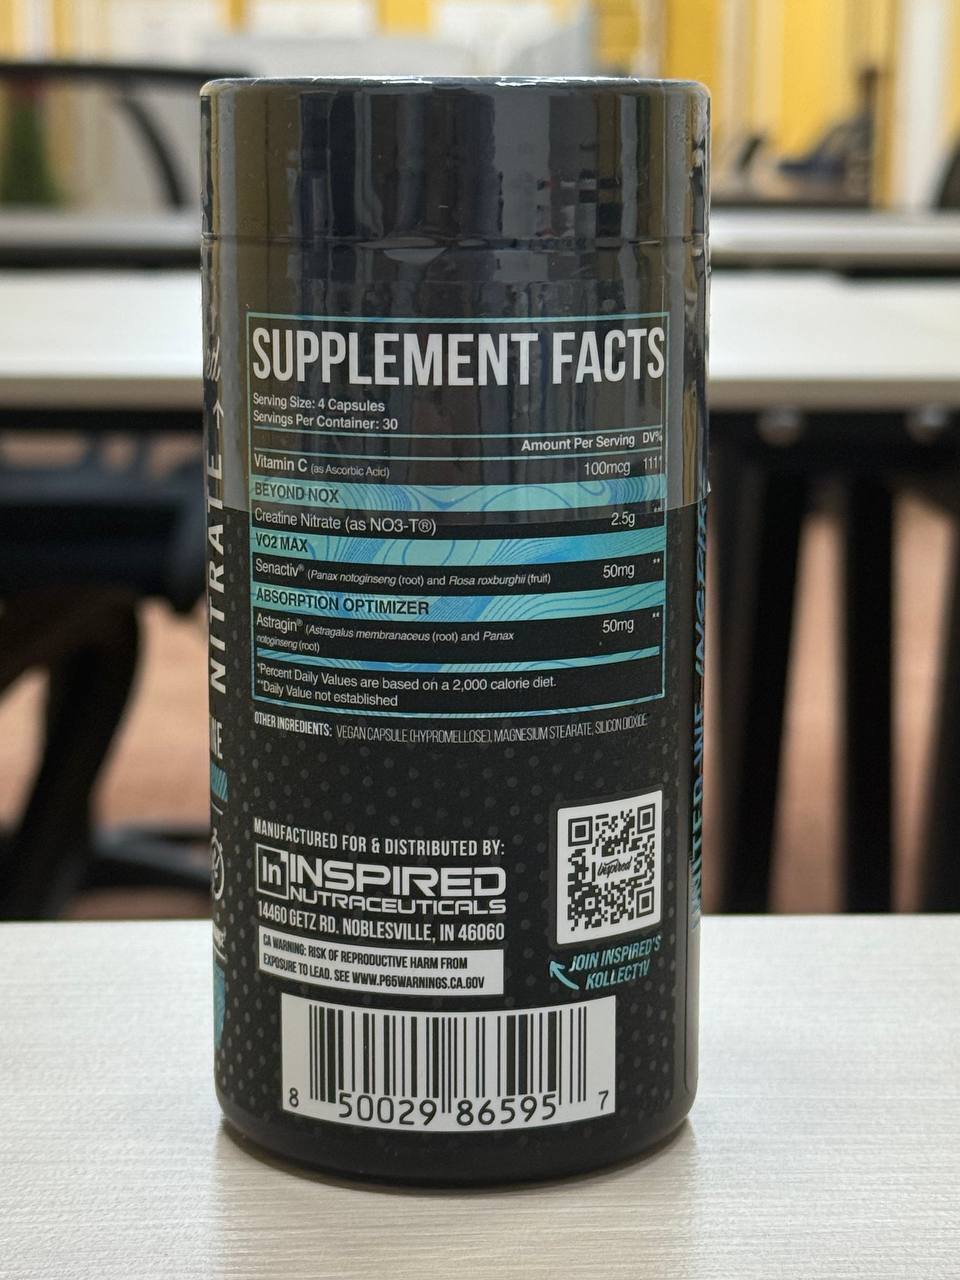 SUPPLEMENT FACTS
Serving Size: 4 Capsules
Servings Per Container: 30
Amount Per Serving DV%
Vitamin C (as Ascorbic Acid) 100mcg 111*
BEYOND NOX
Creatine Nitrate (as NO3-T®) 2.5g **
VO2 MAX
Senactiv® (Panax notoginseng (root) and Rosa roxburghii (fruit) 50mg **
ABSORPTION OPTIMIZER
Astragin® (Astragalus membranaceus (root) and Panax 50mg **
notoginseng (root)
*Percent Daily Values are based on a 2,000 calorie diet.
**Daily Value not established
OTHER INGREDIENTS: VEGAN CAPSULE (HYPROMELLOSE), MAGNESIUM STEARATE, SILICON DIOXIDE
MANUFACTURED FOR & DISTRIBUTED BY:
In INSPIRED
NUTRACEUTICALS
14460 GETZ RD. NOBLESVILLE, IN 46060
CA WARNING: RISK OF REPRODUCTIVE HARM FROM
EXPOSURE TO LEAD. SEE WWW.P65WARNINGS.CA.GOV
Inspired
JOIN INSPIRED'S
KOLLECT1V
8 50029 86595 7
NITRATE